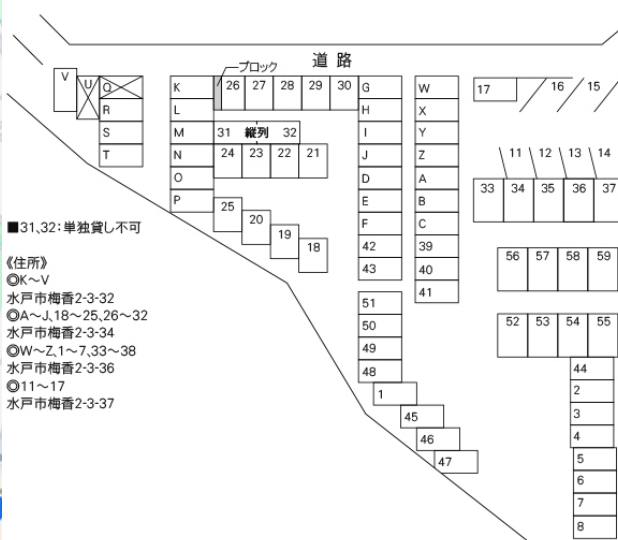 道 路
ブロック
V
U
Q
R
S
T
K
L
M
N
O
P
26 27 28 29 30
31 縦列 32
24 23 22 21
25
20
19
18
G
H
I
J
D
E
F
42
43
51
50
49
48
1
45
46
47
W
X
Y
Z
A
B
C
39
40
41
17
16
15
11 12 13 14
33 34 35 36 37
56 57 58 59
52 53 54 55
44
2
3
4
5
6
7
8
■31、32：単独貸し不可
《住所》
◎K～V
水戸市梅香2-3-32
◎A～J、18～25、26～32
水戸市梅香2-3-34
◎W～Z、1～7、33～38
水戸市梅香2-3-36
◎11～17
水戸市梅香2-3-37